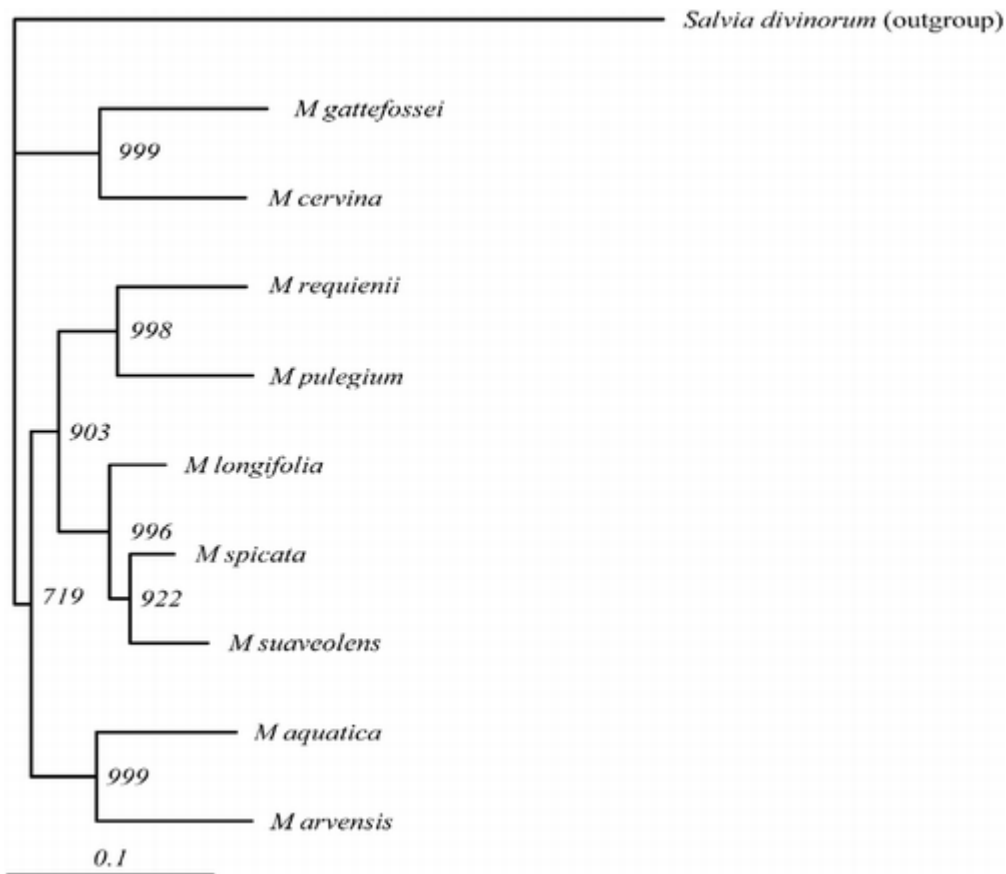 Salvia divinorum (outgroup)
M gattefossei
999
M cervina
M requienii
998
M pulegium
903
M longifolia
996
M spicata
719
922
M suaveolens
M aquatica
999
M arvensis
0.1